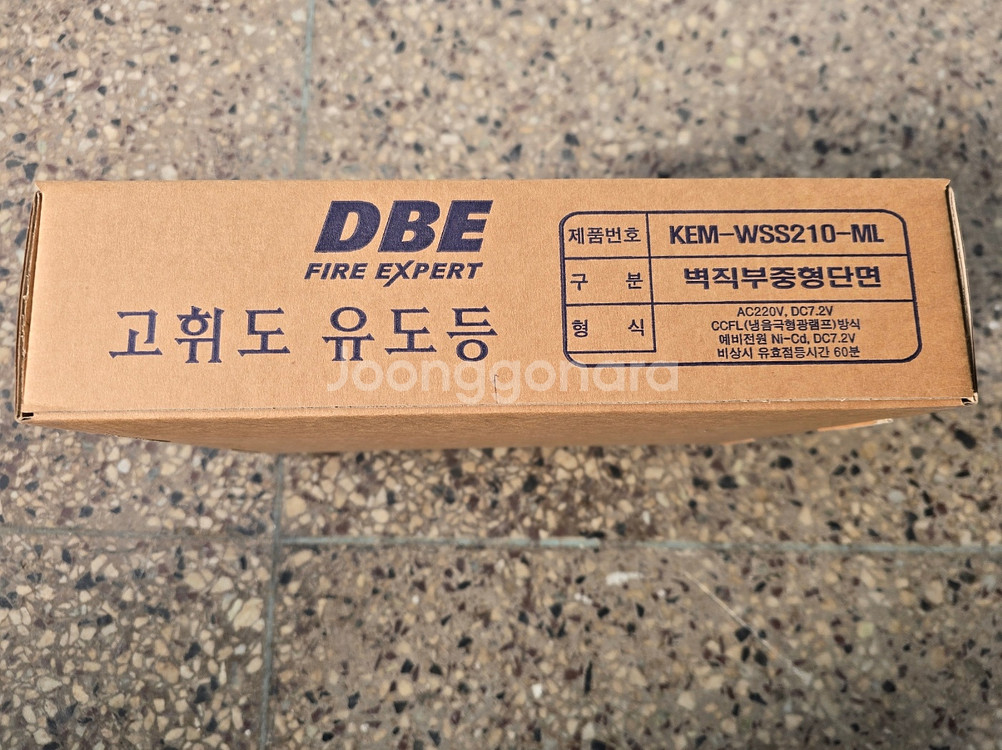 DBE
FIRE EXPERT
고휘도 유도등
제품번호 KEM-WSS210-ML
구 분 벽직부중형단면
형 식 AC220V, DC7.2V
CCFL(냉음극형광램프)방식
예비전원 Ni-Cd, DC7.2V
비상시 유효점등시간 60분
Joonggonara